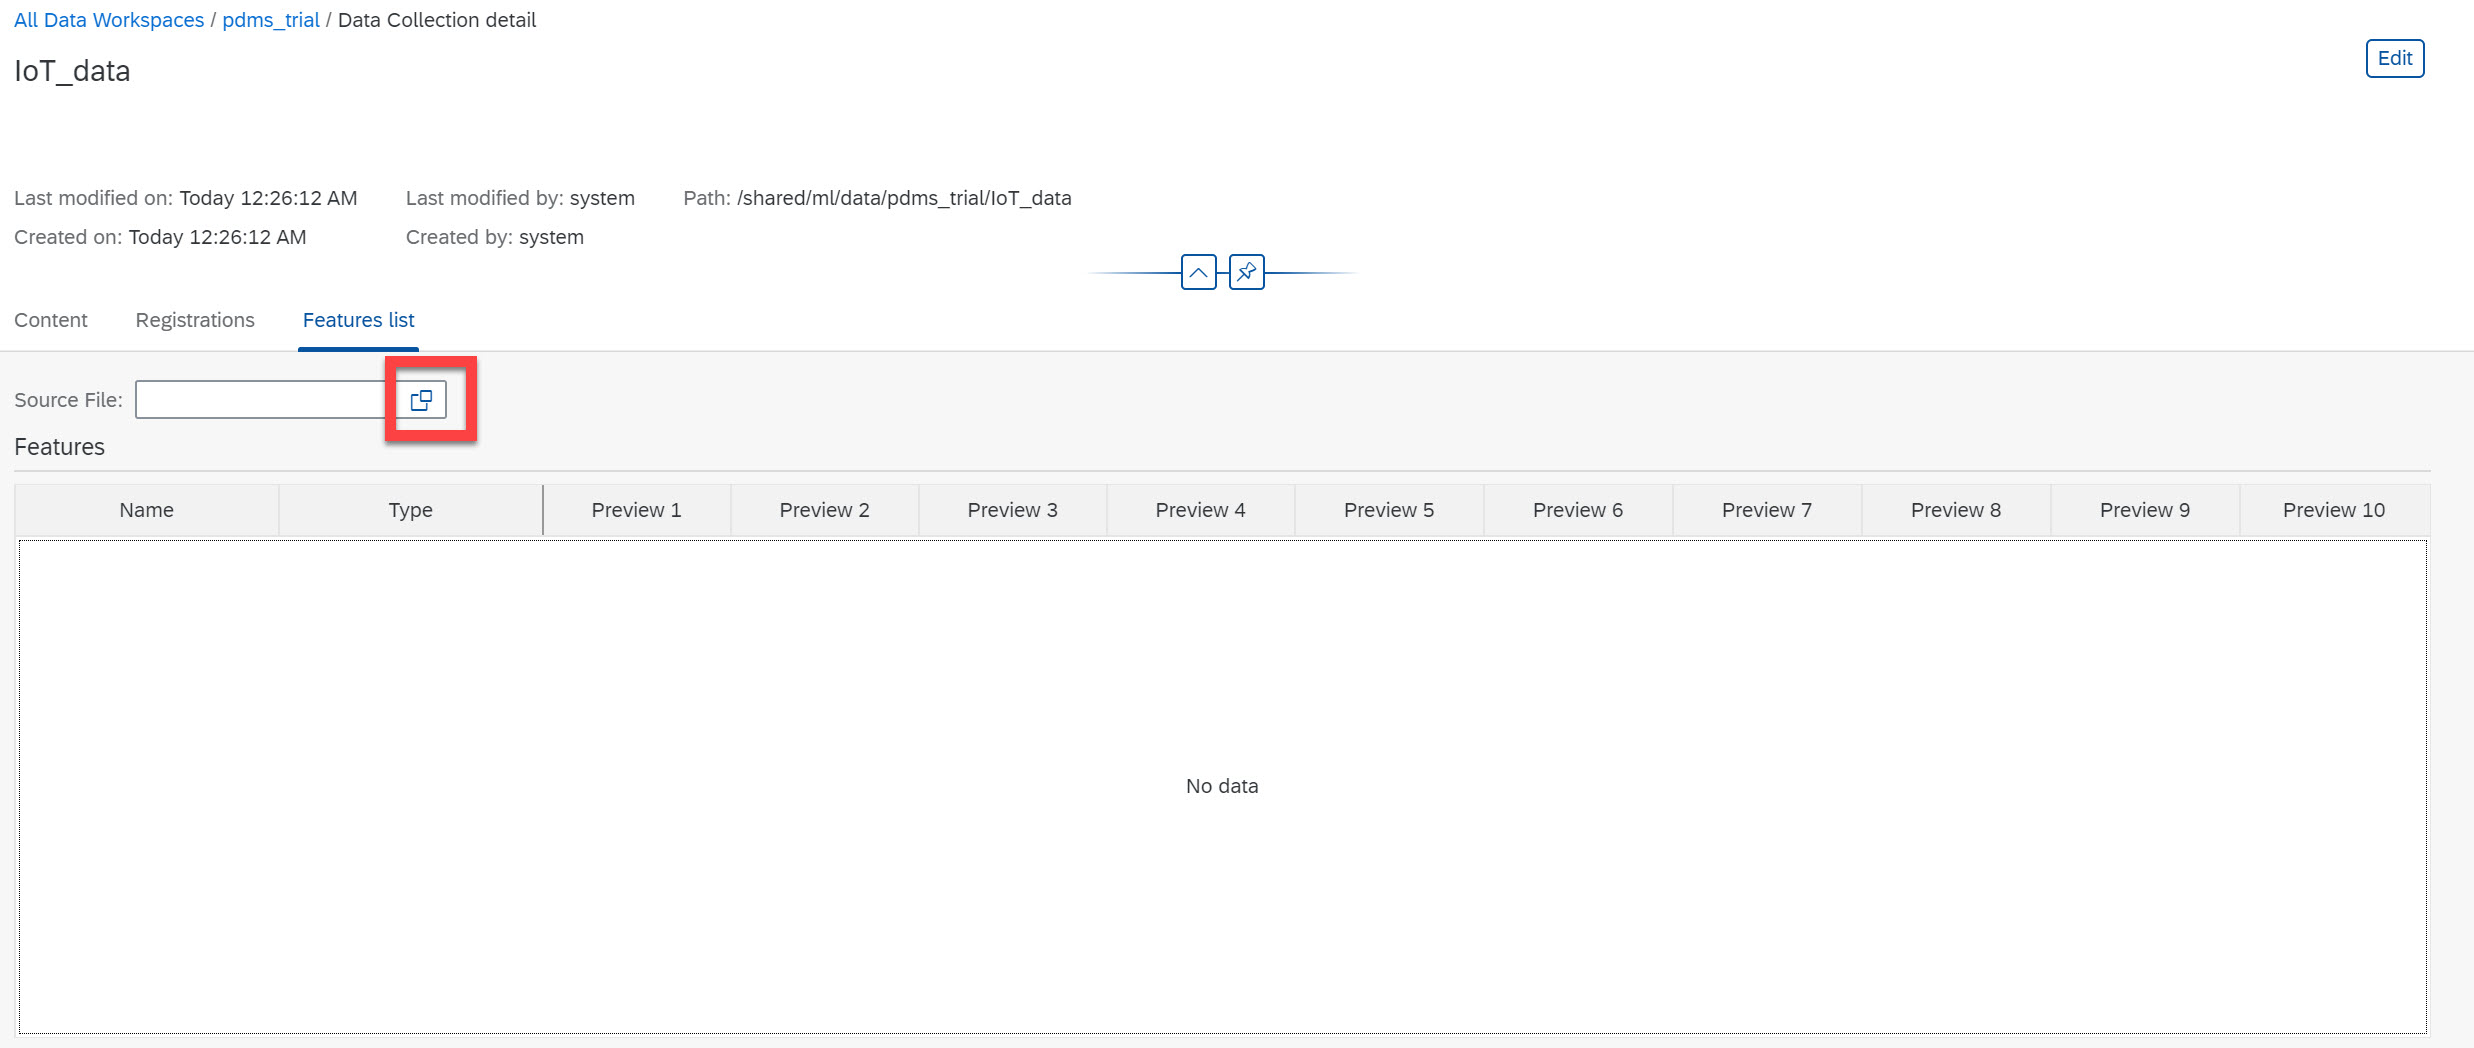 All Data Workspaces / pdms_trial / Data Collection detail
IoT_data
Edit
Last modified on: Today 12:26:12 AM Last modified by: system Path: /shared/ml/data/pdms_trial/IoT_data
Created on: Today 12:26:12 AM Created by: system
Content Registrations Features list
Source File:
Features
Name Type Preview 1 Preview 2 Preview 3 Preview 4 Preview 5 Preview 6 Preview 7 Preview 8 Preview 9 Preview 10
No data